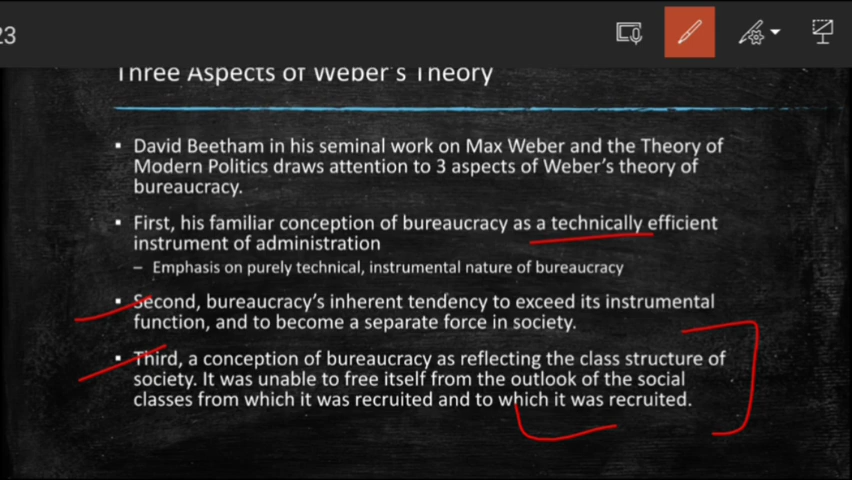 23
Three Aspects of Weber's Theory
▪ David Beetham in his seminal work on Max Weber and the Theory of
Modern Politics draws attention to 3 aspects of Weber's theory of
bureaucracy.
▪ First, his familiar conception of bureaucracy as a technically efficient
instrument of administration
– Emphasis on purely technical, instrumental nature of bureaucracy
▪ Second, bureaucracy's inherent tendency to exceed its instrumental
function, and to become a separate force in society.
▪ Third, a conception of bureaucracy as reflecting the class structure of
society. It was unable to free itself from the outlook of the social
classes from which it was recruited and to which it was recruited.